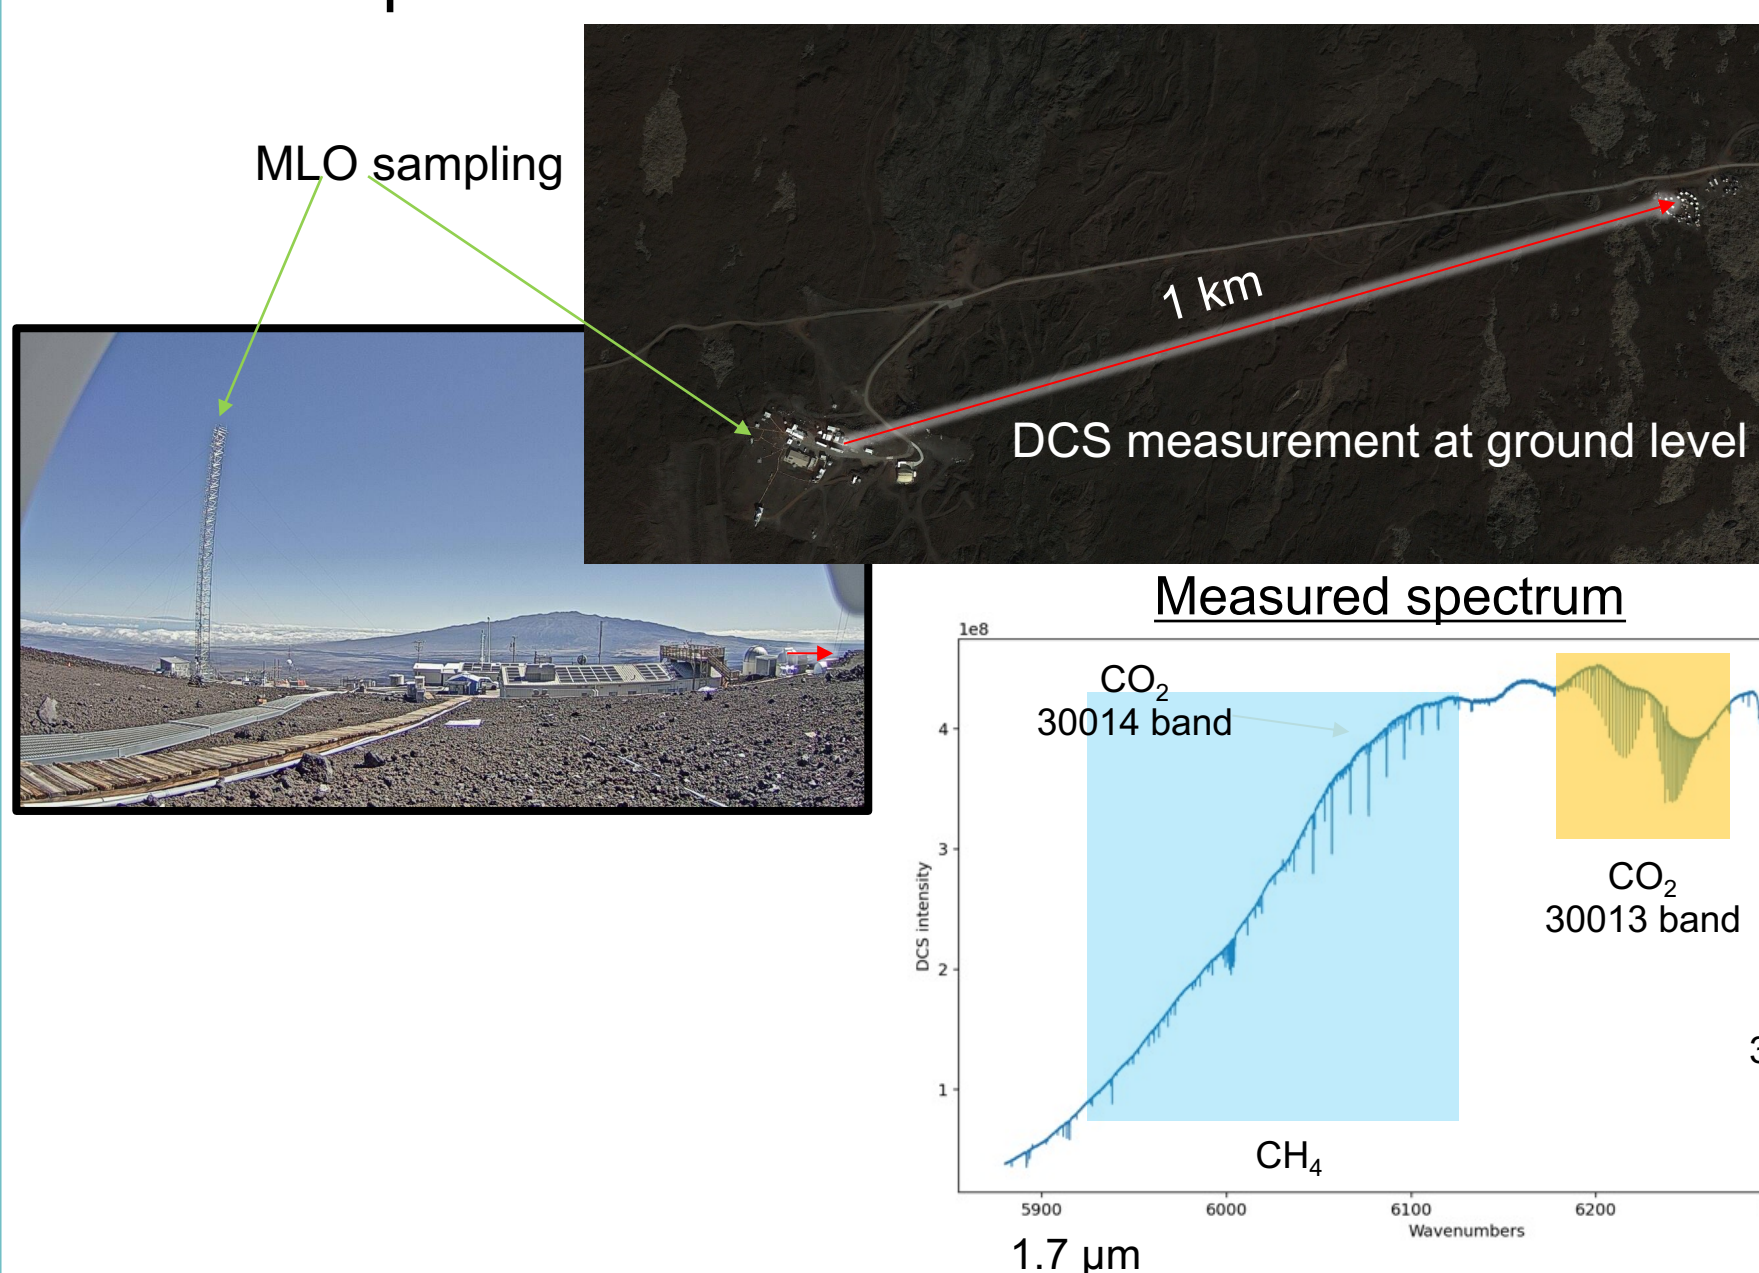 MLO sampling
1 km
DCS measurement at ground level
Measured spectrum
1e8
CO₂
30014 band
4
3
2
1
DCS intensity
CO₂
30013 band
3
CH₄
5900
6000
6100
6200
Wavenumbers
1.7 µm